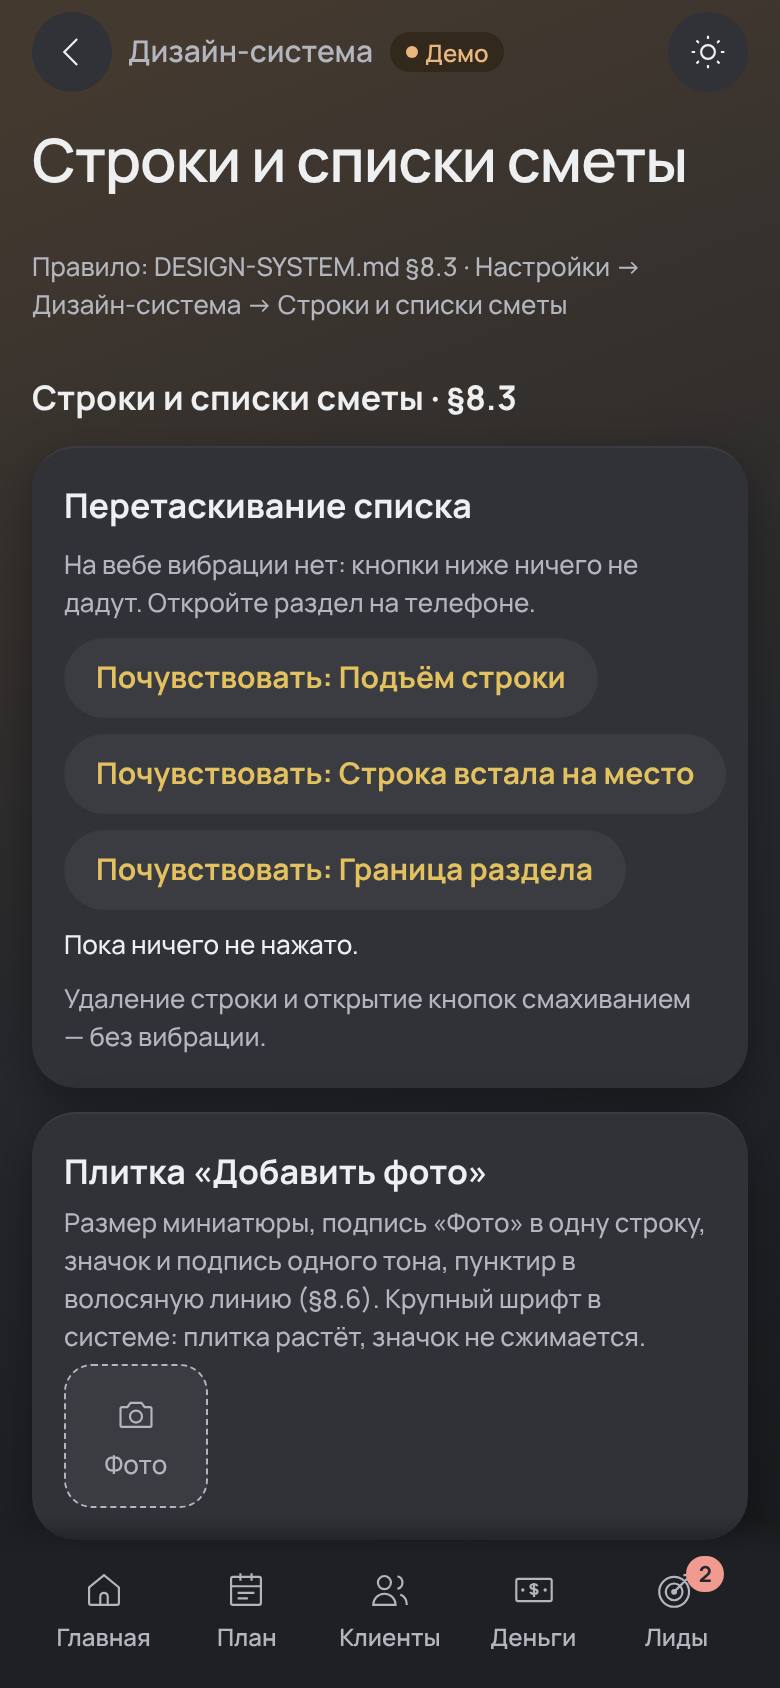 Дизайн-система
Демо
Строки и списки сметы
Правило: DESIGN-SYSTEM.md §8.3 · Настройки →
Дизайн-система → Строки и списки сметы
Строки и списки сметы · §8.3
Перетаскивание списка
На вебе вибрации нет: кнопки ниже ничего не
дадут. Откройте раздел на телефоне.
Почувствовать: Подъём строки
Почувствовать: Строка встала на место
Почувствовать: Граница раздела
Пока ничего не нажато.
Удаление строки и открытие кнопок смахиванием
— без вибрации.
Плитка «Добавить фото»
Размер миниатюры, подпись «Фото» в одну строку,
значок и подпись одного тона, пунктир в
волосяную линию (§8.6). Крупный шрифт в
системе: плитка растёт, значок не сжимается.
Фото
2
Главная
План
Клиенты
Деньги
Лиды